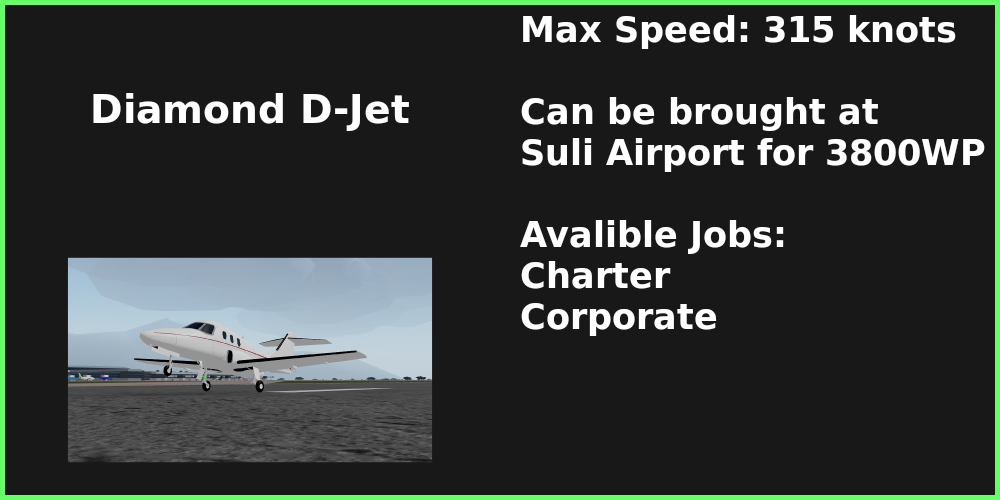 Diamond D-Jet
Max Speed: 315 knots
Can be brought at
Suli Airport for 3800WP
Avalible Jobs:
Charter
Corporate